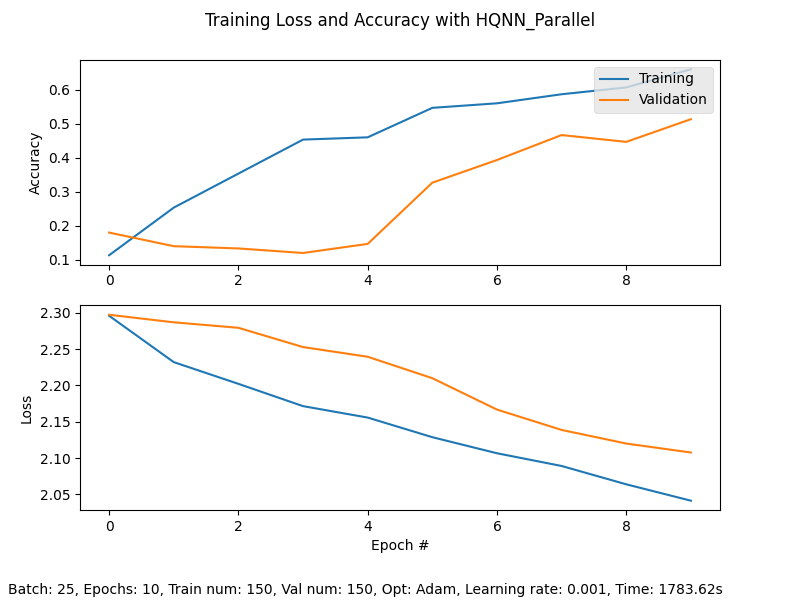 Training Loss and Accuracy with HQNN_Parallel
Training
Validation
Accuracy
0.6
0.5
0.4
0.3
0.2
0.1
0 2 4 6 8
Loss
2.30
2.25
2.20
2.15
2.10
2.05
0 2 4 6 8
Epoch #
Batch: 25, Epochs: 10, Train num: 150, Val num: 150, Opt: Adam, Learning rate: 0.001, Time: 1783.62s